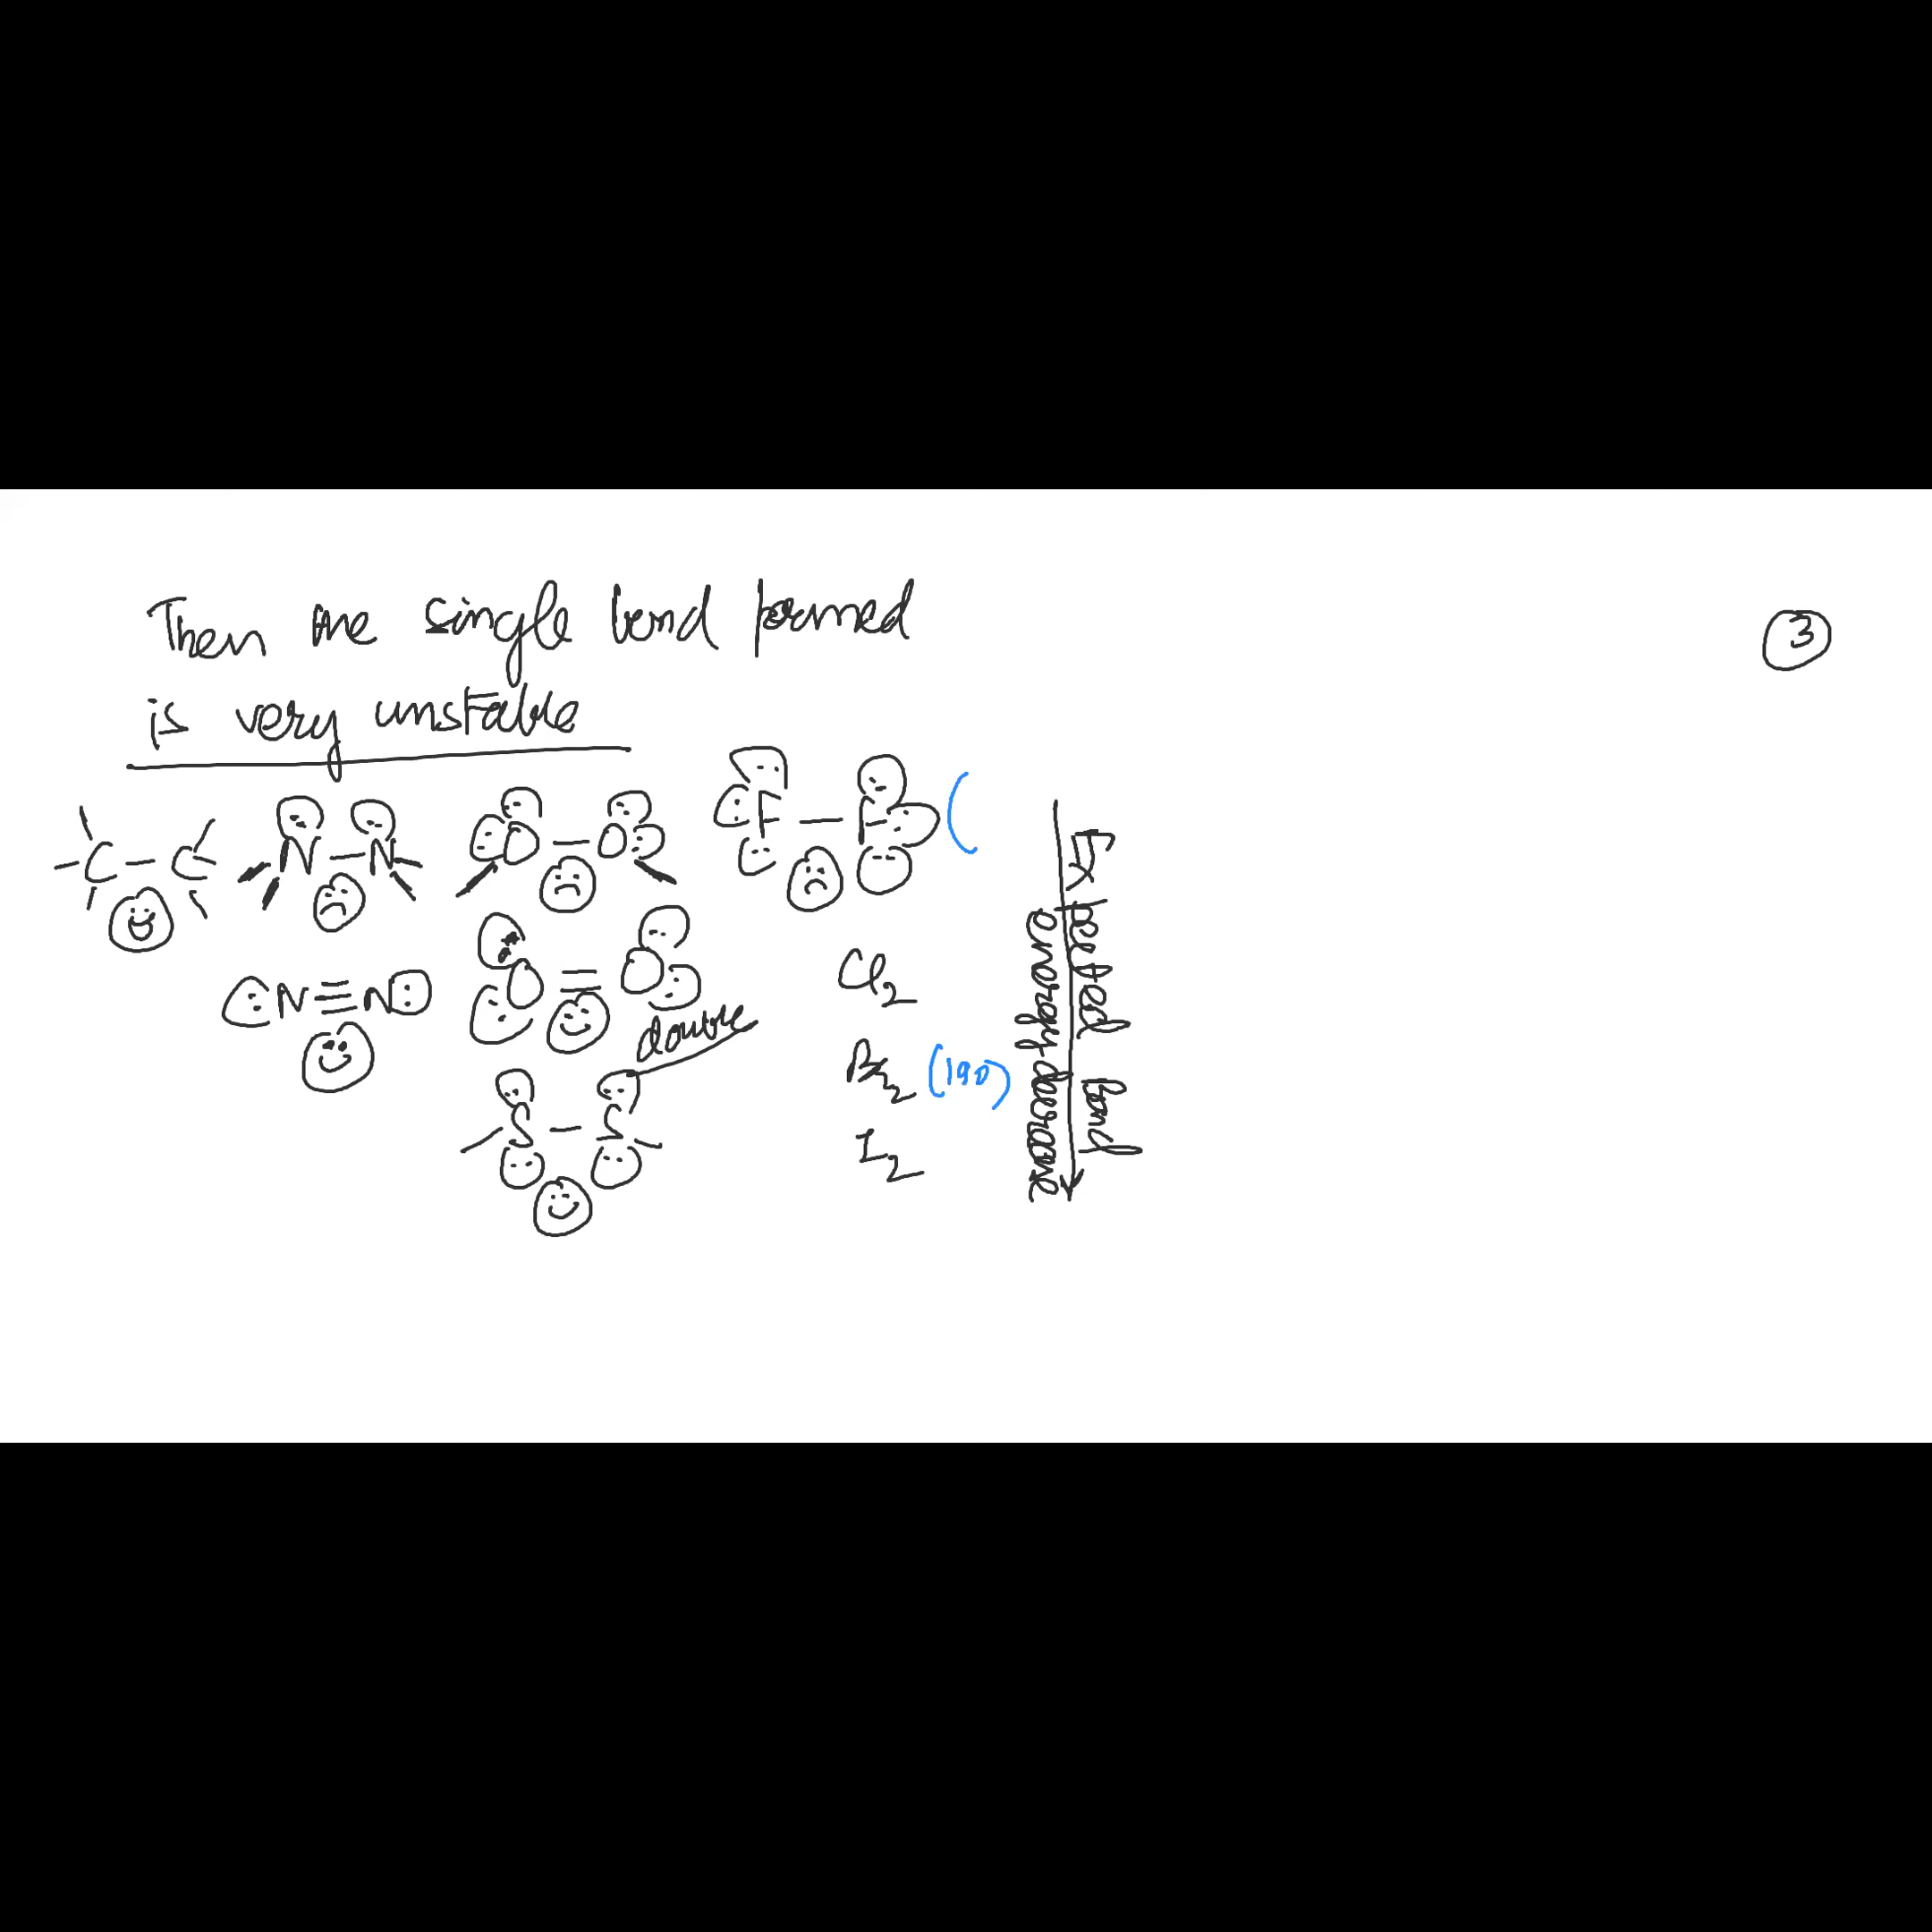 Then the single bond formed
③
is very unstable
C - C N - N O - O F - F (
N≡N O = O Cl2
double
Br2 (190)
S - S I2
Expected bond
energy decrease